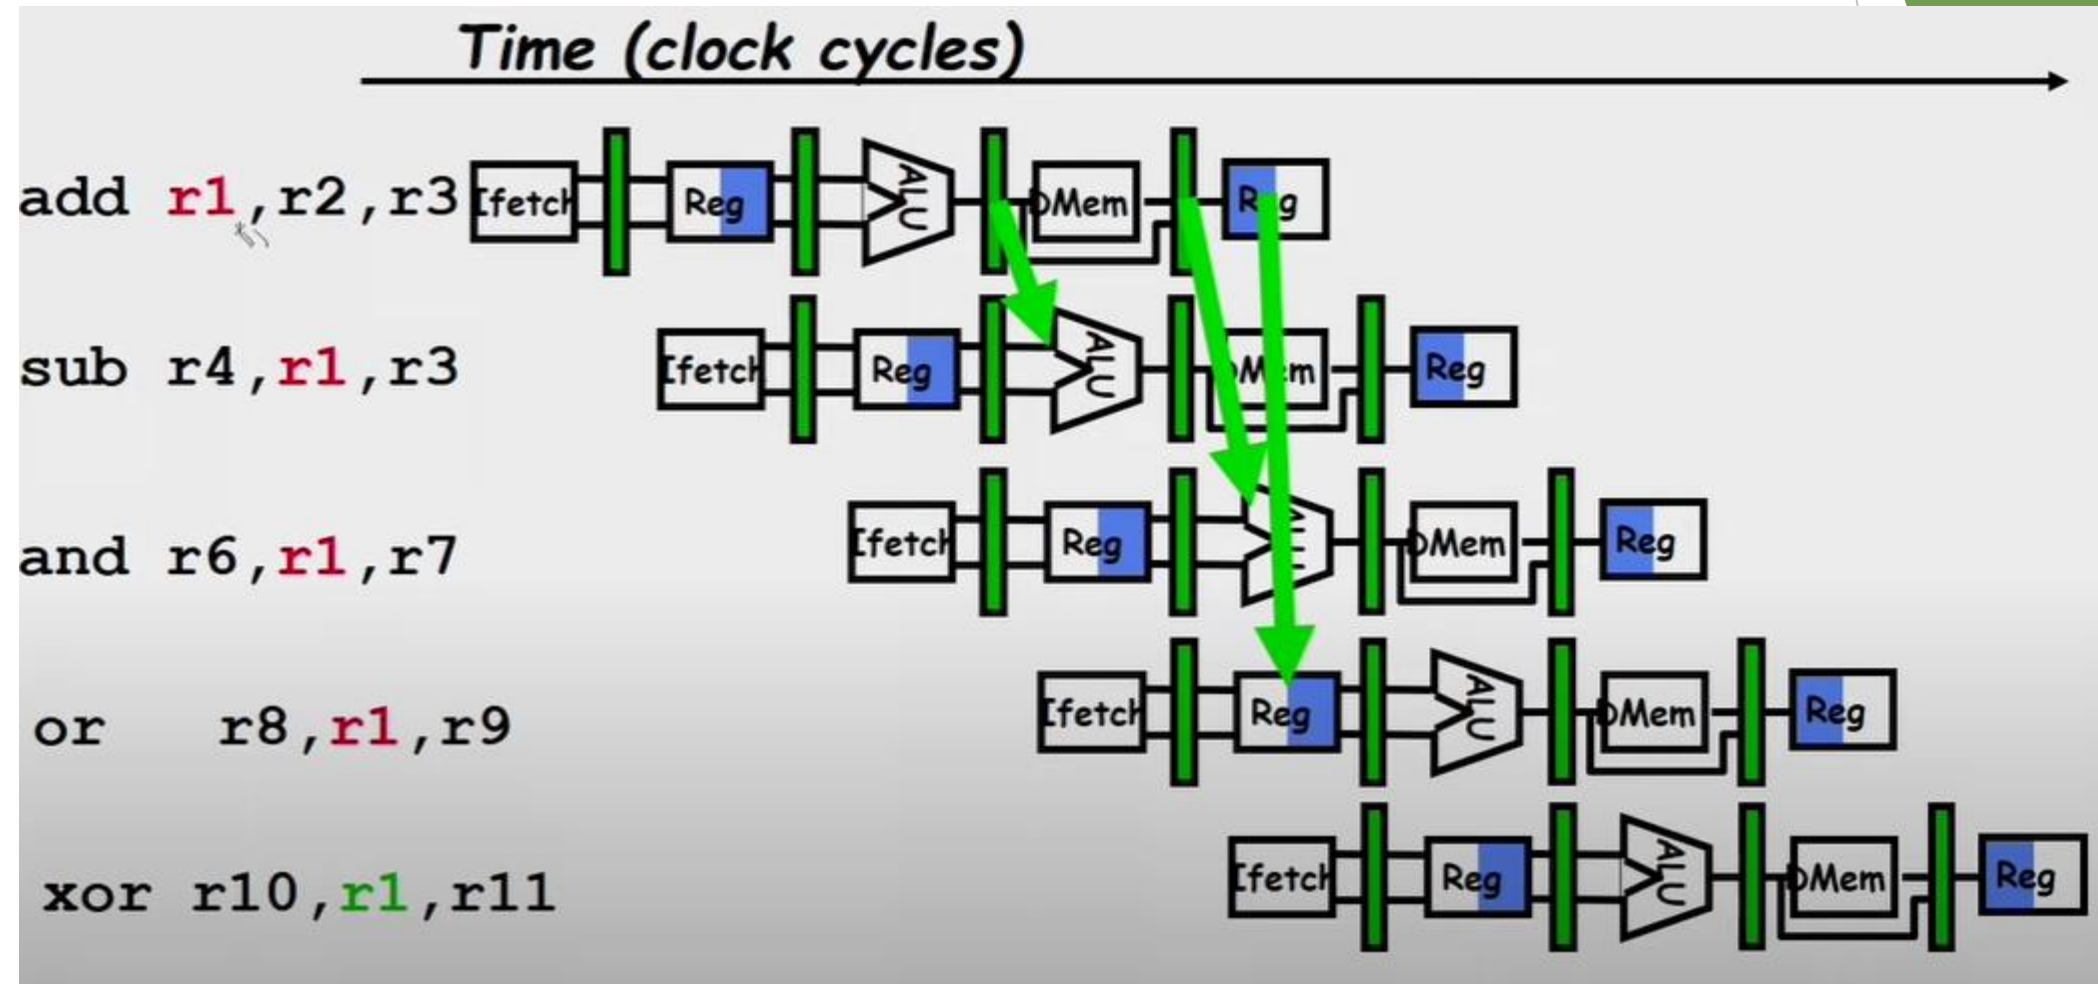 Time (clock cycles)
add r1,r2,r3 Ifetch Reg ALU DMem Reg
sub r4,r1,r3 Ifetch Reg ALU DMem Reg
and r6,r1,r7 Ifetch Reg DMem Reg
or r8,r1,r9 Ifetch Reg ALU DMem Reg
xor r10,r1,r11 Ifetch Reg ALU DMem Reg